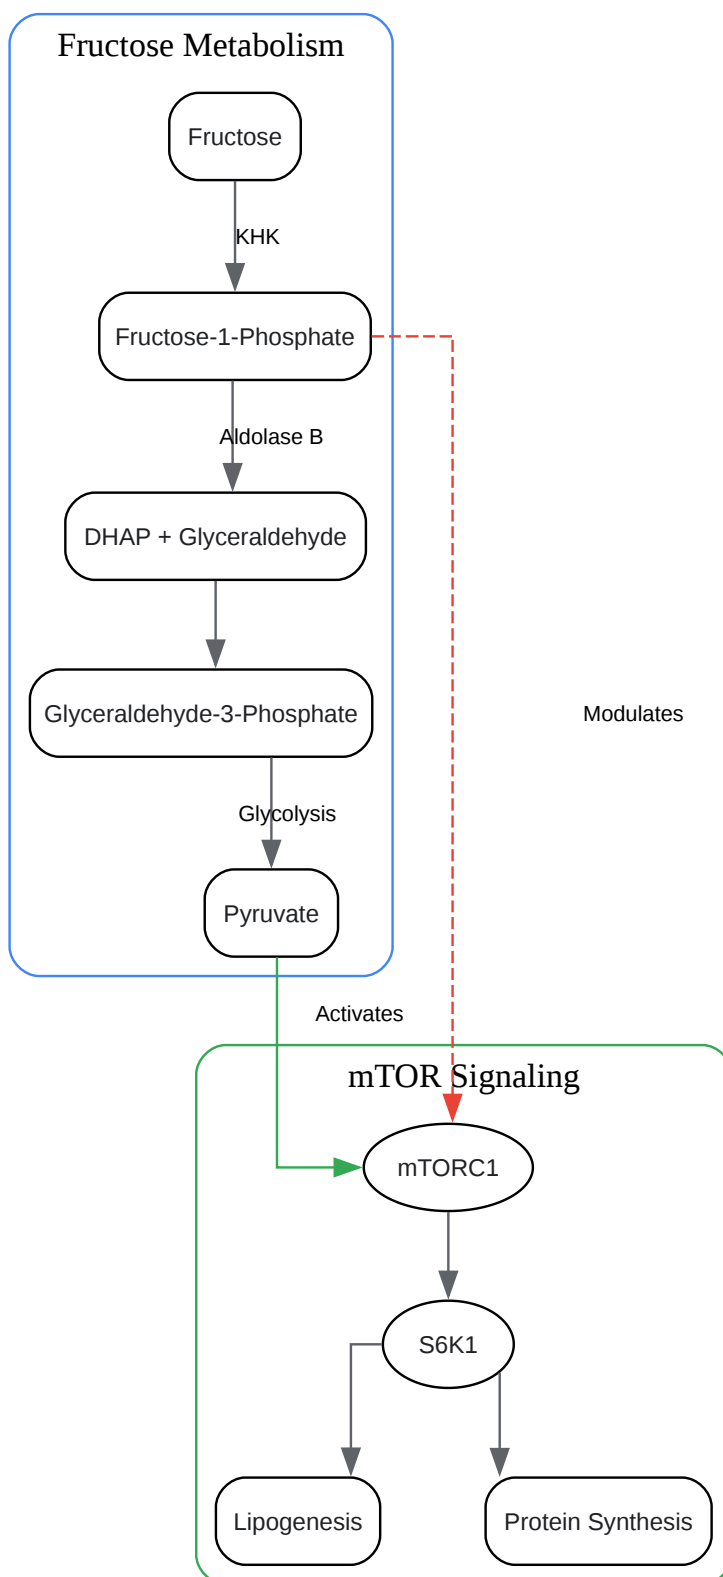 Fructose Metabolism
Fructose
KHK
Fructose-1-Phosphate
Aldolase B
DHAP + Glyceraldehyde
Glyceraldehyde-3-Phosphate
Modulates
Glycolysis
Pyruvate
Activates
mTOR Signaling
mTORC1
S6K1
Lipogenesis
Protein Synthesis